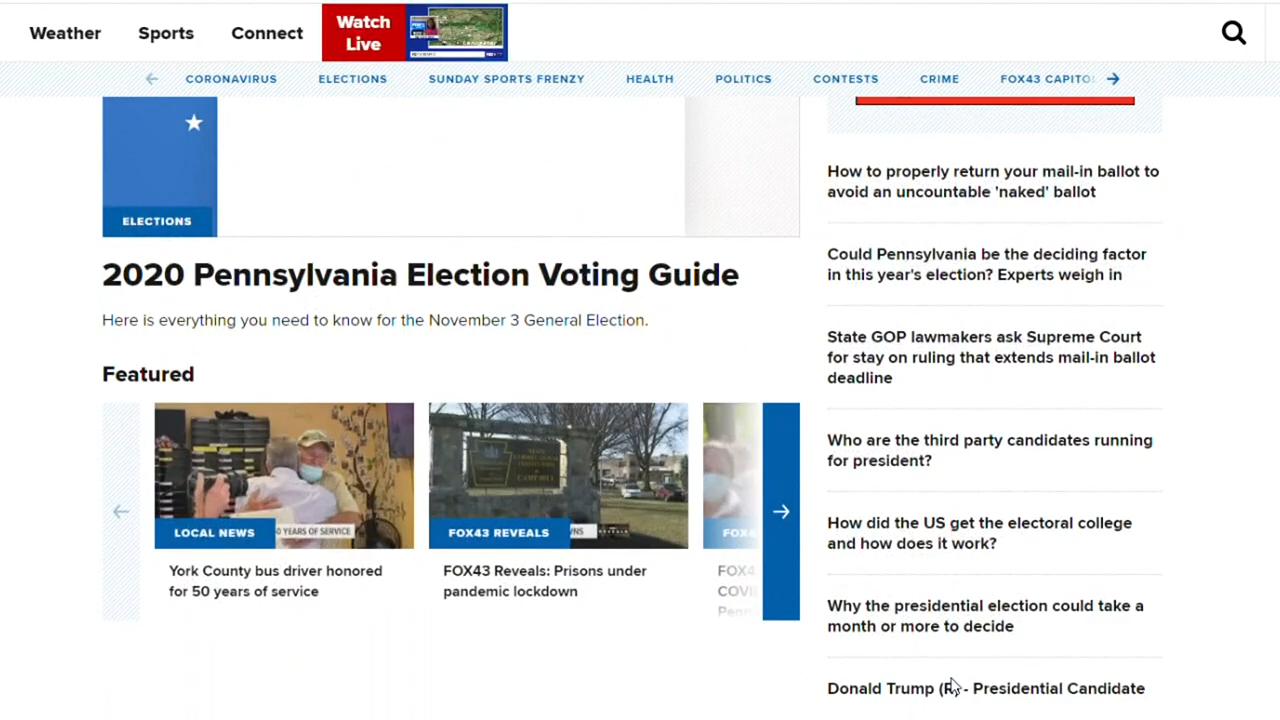 Weather Sports Connect Watch Live
CORONAVIRUS ELECTIONS SUNDAY SPORTS FRENZY HEALTH POLITICS CONTESTS CRIME FOX43 CAPITO
ELECTIONS
2020 Pennsylvania Election Voting Guide
Here is everything you need to know for the November 3 General Election.
Featured
50 YEARS OF SERVICE
LOCAL NEWS
York County bus driver honored
for 50 years of service
FOX43 REVEALS
FOX43 Reveals: Prisons under
pandemic lockdown
How to properly return your mail-in ballot to
avoid an uncountable 'naked' ballot
Could Pennsylvania be the deciding factor
in this year's election? Experts weigh in
State GOP lawmakers ask Supreme Court
for stay on ruling that extends mail-in ballot
deadline
Who are the third party candidates running
for president?
How did the US get the electoral college
and how does it work?
Why the presidential election could take a
month or more to decide
Donald Trump (R) - Presidential Candidate